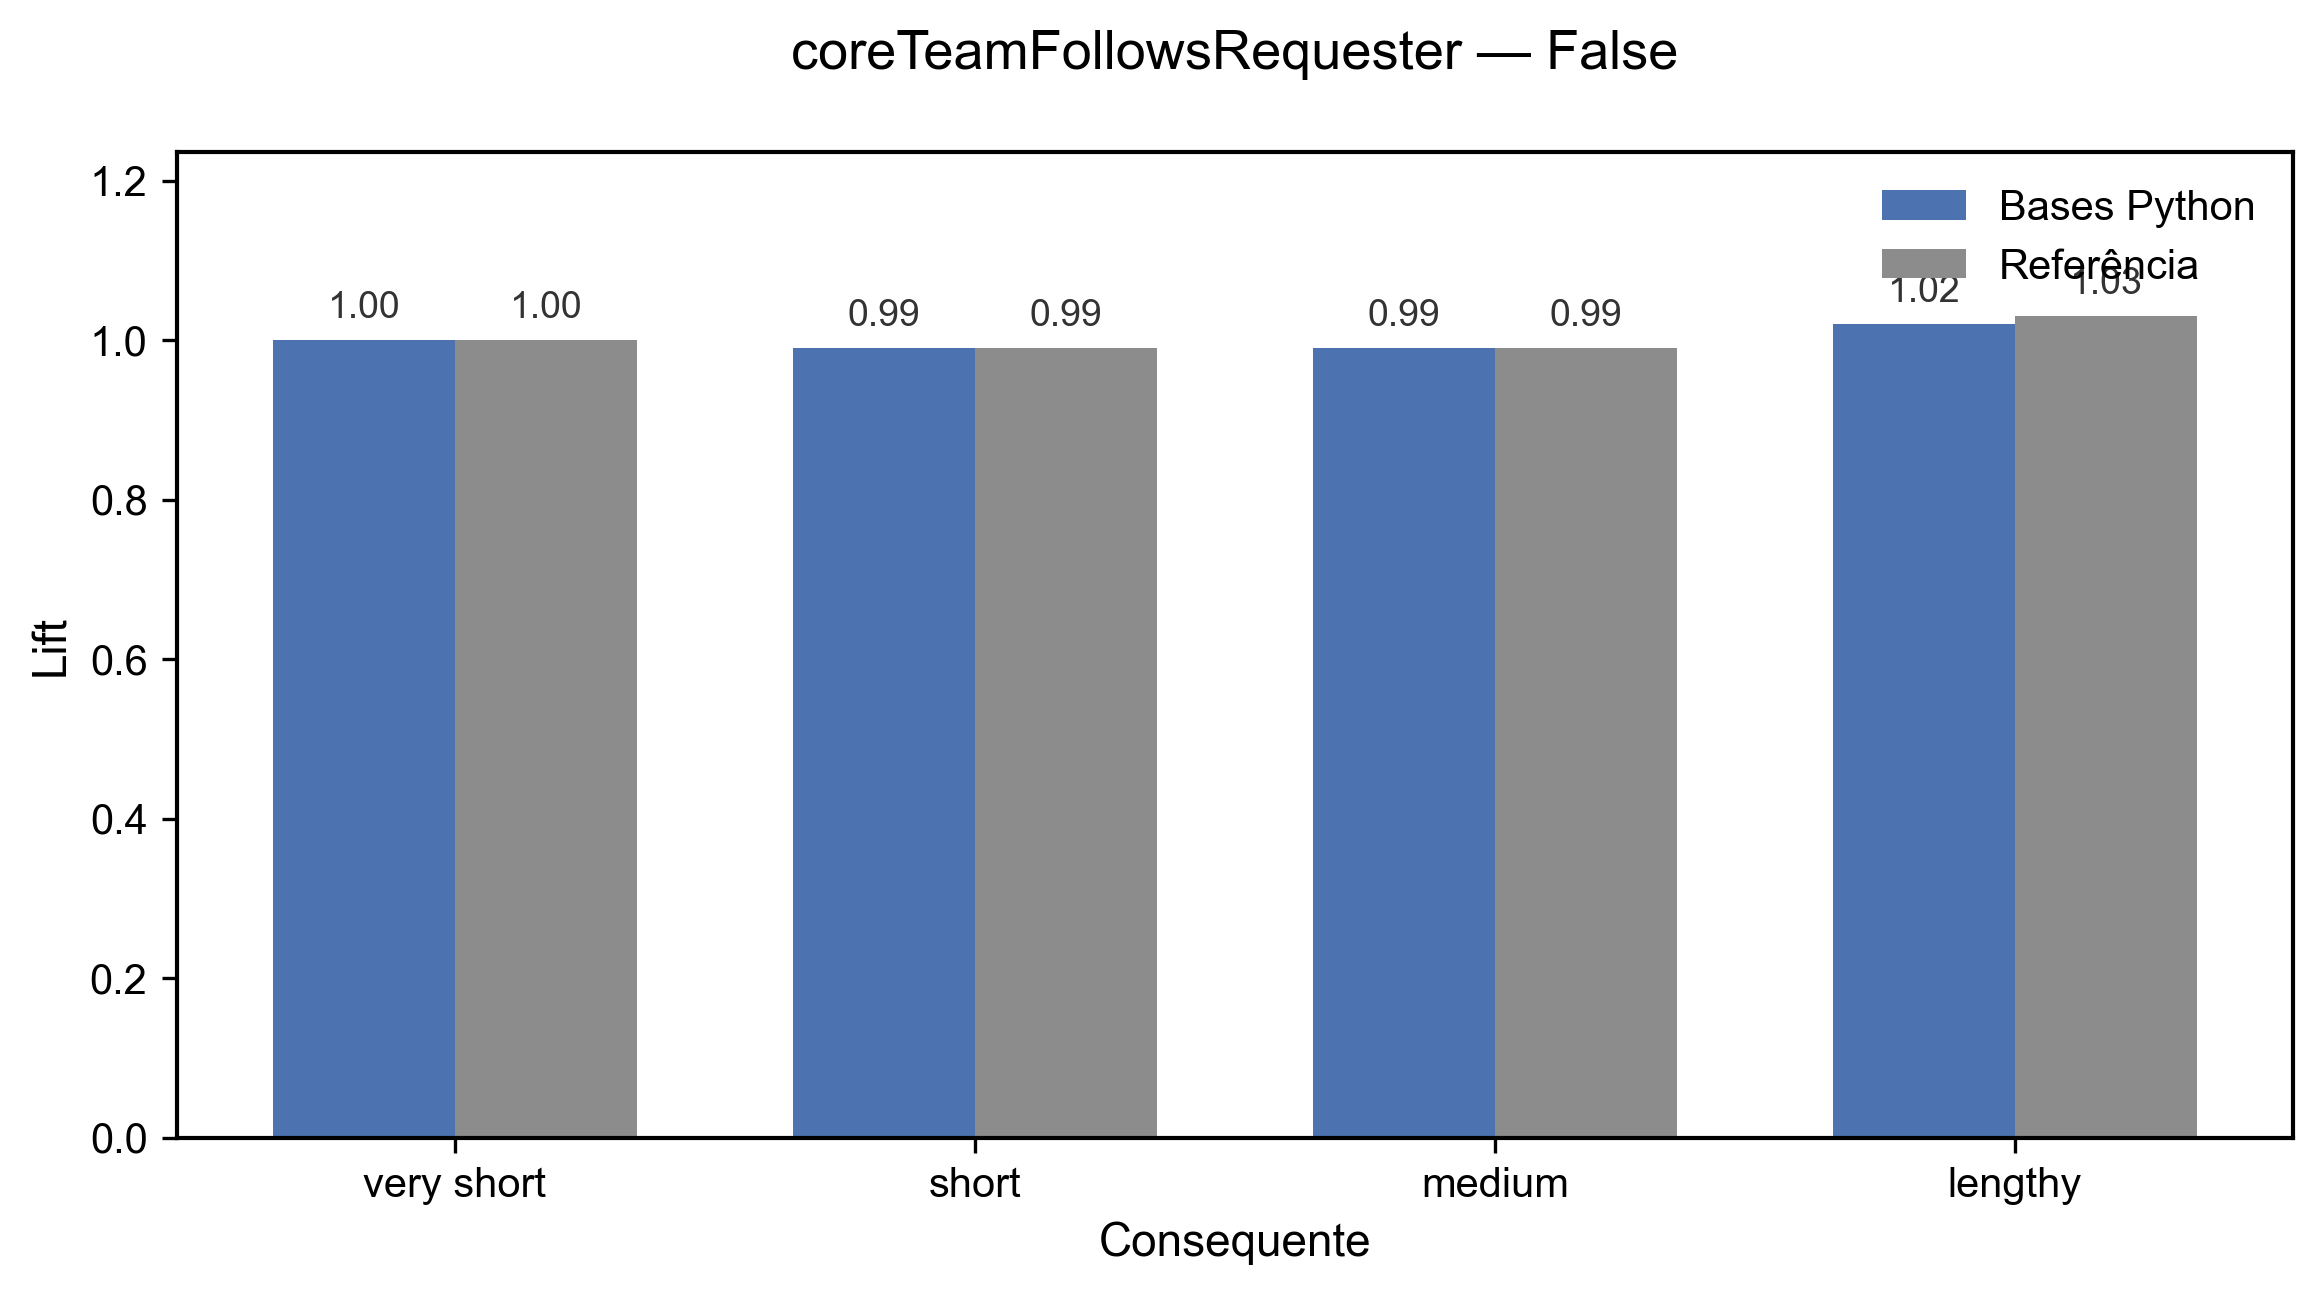 coreTeamFollowsRequester — False
1.2
1.0
0.8
0.6
0.4
0.2
0.0
Lift
Bases Python
Referência
1.00 1.00 0.99 0.99 0.99 0.99 1.02 1.03
very short short medium lengthy
Consequente